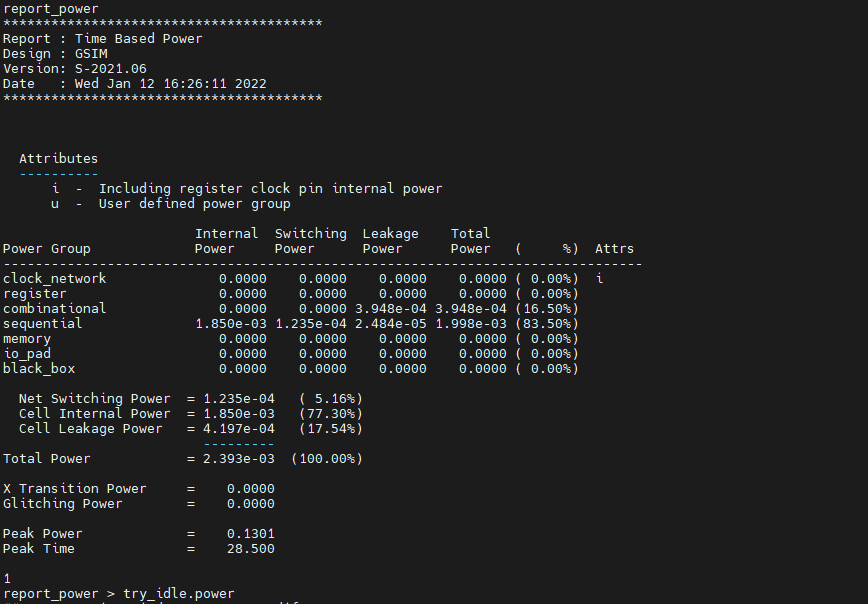 report_power
****************************************
Report : Time Based Power
Design : GSIM
Version: S-2021.06
Date   : Wed Jan 12 16:26:11 2022
****************************************
  Attributes
  ----------
      i  -  Including register clock pin internal power
      u  -  User defined power group
                        Internal  Switching  Leakage    Total
Power Group             Power     Power      Power      Power   (     %)  Attrs
--------------------------------------------------------------------------------
clock_network              0.0000    0.0000    0.0000    0.0000 ( 0.00%)  i
register                   0.0000    0.0000    0.0000    0.0000 ( 0.00%)
combinational              0.0000    0.0000 3.948e-04 3.948e-04 (16.50%)
sequential              1.850e-03 1.235e-04 2.484e-05 1.998e-03 (83.50%)
memory                     0.0000    0.0000    0.0000    0.0000 ( 0.00%)
io_pad                     0.0000    0.0000    0.0000    0.0000 ( 0.00%)
black_box                  0.0000    0.0000    0.0000    0.0000 ( 0.00%)
  Net Switching Power  = 1.235e-04   ( 5.16%)
  Cell Internal Power  = 1.850e-03   (77.30%)
  Cell Leakage Power   = 4.197e-04   (17.54%)
                         ---------
Total Power            = 2.393e-03  (100.00%)
X Transition Power     =    0.0000
Glitching Power        =    0.0000
Peak Power             =    0.1301
Peak Time              =    28.500
1
report_power > try_idle.power